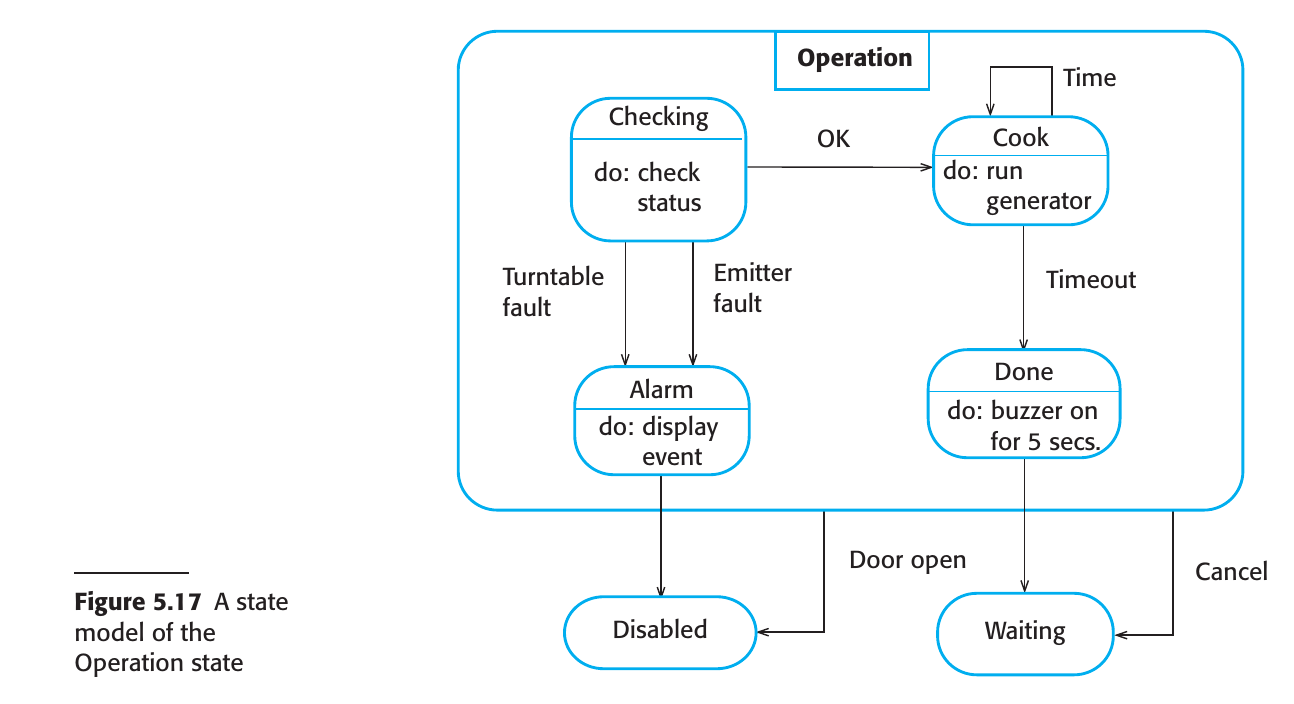 Operation
Time
Checking
OK
Cook
do: check
status
do: run
generator
Turntable
fault
Emitter
fault
Timeout
Alarm
do: display
event
Done
do: buzzer on
for 5 secs.
Door open
Cancel
Disabled
Waiting
Figure 5.17 A state
model of the
Operation state